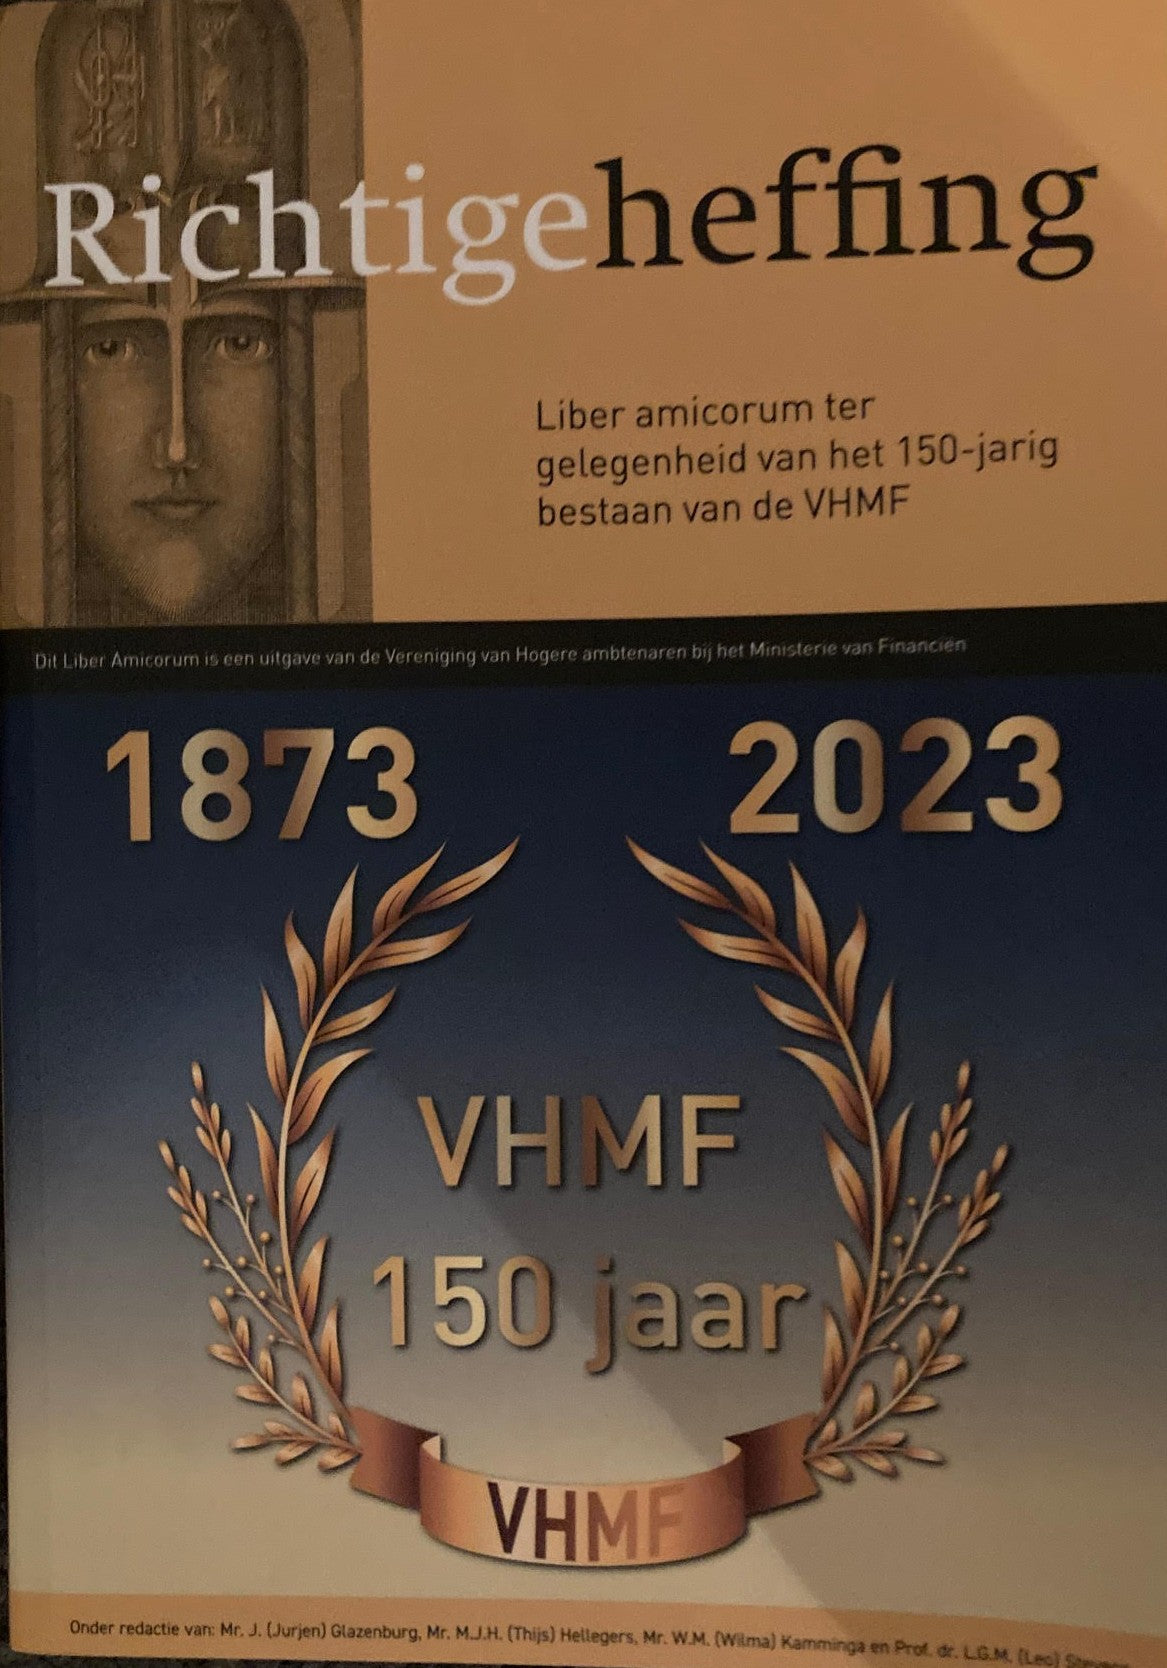 Richtigeheffing
Liber amicorum ter
gelegenheid van het 150-jarig
bestaan van de VHMF
Dit Liber Amicorum is een uitgave van de Vereniging van Hogere ambtenaren bij het Ministerie van Financiën
1873 2023
VHMF
150 jaar
VHMF
Onder redactie van: Mr. J. (Jurjen) Glazenburg, Mr. M.J.H. (Thijs) Hellegers, Mr. W.M. (Wilma) Kamminga en Prof. dr. L.G.M. (Leo)